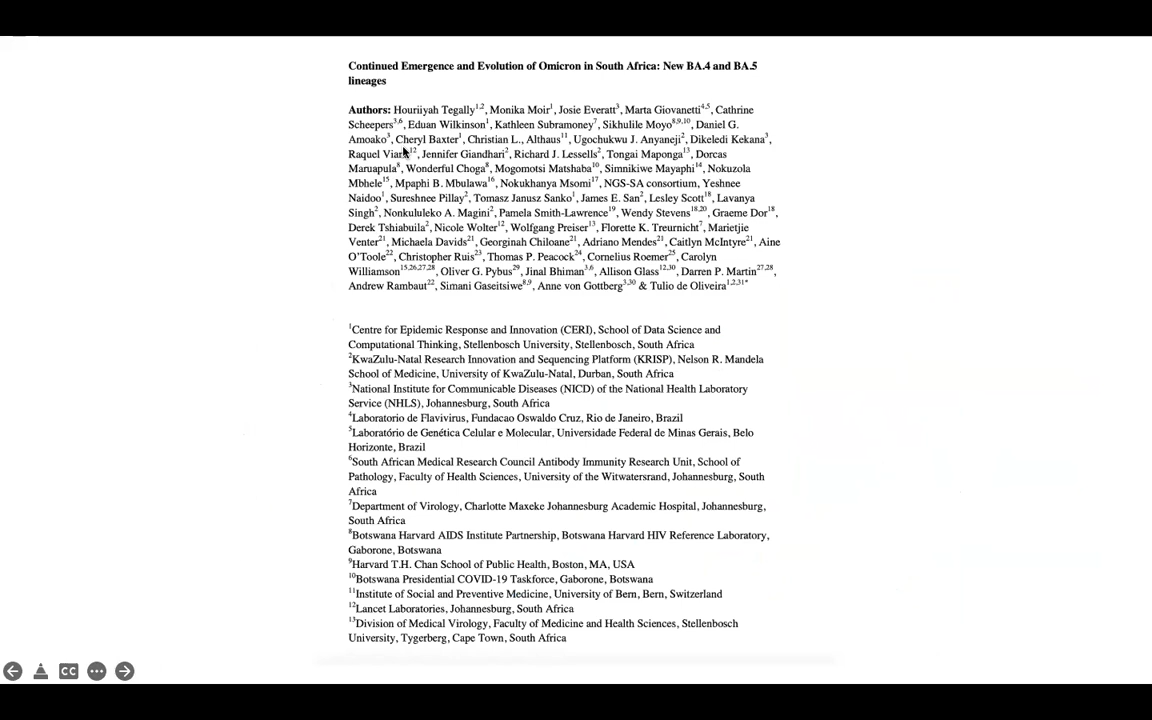 Continued Emergence and Evolution of Omicron in South Africa: New BA.4 and BA.5
lineages
Authors: Houriiyah Tegally1,2, Monika Moir1, Josie Everatt3, Marta Giovanetti4,5, Cathrine
Scheepers3,6, Eduan Wilkinson1, Kathleen Subramoney7, Sikhulile Moyo8,9,10, Daniel G.
Amoako3, Cheryl Baxter1, Christian L., Althaus11, Ugochukwu J. Anyaneji2, Dikeledi Kekana3,
Raquel 12, Jennifer Giandhari2, Richard J. Lessells2, Tongai Maponga13, Dorcas
Maruapula8, Wonderful Choga8, Mogomotsi Matshaba10, Simnikiwe Mayaphi14, Nokuzola
Mbhele15, Mpaphi B. Mbulawa16, Nokukhanya Msomi17, NGS-SA consortium, Yeshnee
Naidoo1, Sureshnee Pillay2, Tomasz Janusz Sanko1, James E. San2, Lesley Scott18, Lavanya
Singh2, Nonkululeko A. Magini2, Pamela Smith-Lawrence19, Wendy Stevens18,20, Graeme Dor18,
Derek Tshiabuila2, Nicole Wolter12, Wolfgang Preiser13, Florette K. Treurnicht7, Marietjie
Venter21, Michaela Davids21, Georginah Chiloane21, Adriano Mendes21, Caitlyn McIntyre21, Aine
O'Toole22, Christopher Ruis23, Thomas P. Peacock24, Cornelius Roemer25, Carolyn
Williamson15,26,27,28, Oliver G. Pybus29, Jinal Bhiman3,6, Allison Glass12,30, Darren P. Martin27,28,
Andrew Rambaut22, Simani Gaseitsiwe8,9, Anne von Gottberg3,30 & Tulio de Oliveira1,2,31*
1Centre for Epidemic Response and Innovation (CERI), School of Data Science and
Computational Thinking, Stellenbosch University, Stellenbosch, South Africa
2KwaZulu-Natal Research Innovation and Sequencing Platform (KRISP), Nelson R. Mandela
School of Medicine, University of KwaZulu-Natal, Durban, South Africa
3National Institute for Communicable Diseases (NICD) of the National Health Laboratory
Service (NHLS), Johannesburg, South Africa
4Laboratorio de Flavivirus, Fundacao Oswaldo Cruz, Rio de Janeiro, Brazil
5Laboratório de Genética Celular e Molecular, Universidade Federal de Minas Gerais, Belo
Horizonte, Brazil
6South African Medical Research Council Antibody Immunity Research Unit, School of
Pathology, Faculty of Health Sciences, University of the Witwatersrand, Johannesburg, South
Africa
7Department of Virology, Charlotte Maxeke Johannesburg Academic Hospital, Johannesburg,
South Africa
8Botswana Harvard AIDS Institute Partnership, Botswana Harvard HIV Reference Laboratory,
Gaborone, Botswana
9Harvard T.H. Chan School of Public Health, Boston, MA, USA
10Botswana Presidential COVID-19 Taskforce, Gaborone, Botswana
11Institute of Social and Preventive Medicine, University of Bern, Bern, Switzerland
12Lancet Laboratories, Johannesburg, South Africa
13Division of Medical Virology, Faculty of Medicine and Health Sciences, Stellenbosch
University, Tygerberg, Cape Town, South Africa
CC